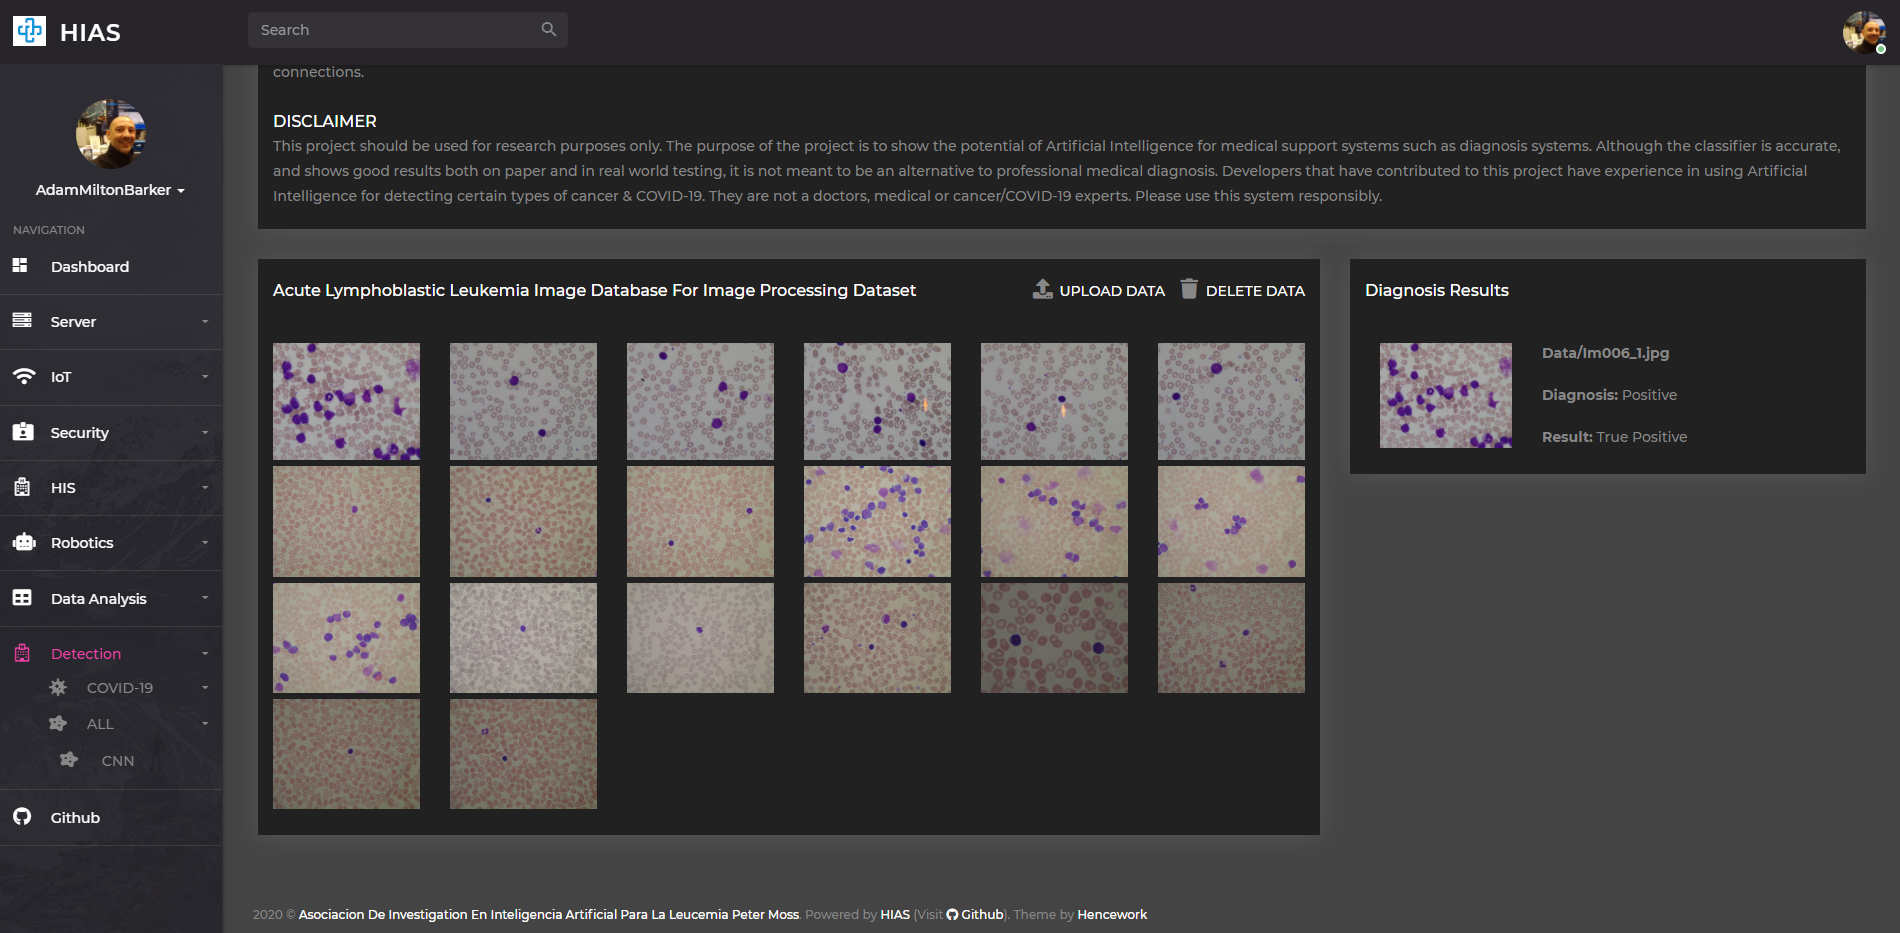 HIAS
Search
AdamMiltonBarker
NAVIGATION
Dashboard
Server
IoT
Security
HIS
Robotics
Data Analysis
Detection
COVID-19
ALL
CNN
Github
connections.
DISCLAIMER
This project should be used for research purposes only. The purpose of the project is to show the potential of Artificial Intelligence for medical support systems such as diagnosis systems. Although the classifier is accurate,
and shows good results both on paper and in real world testing, it is not meant to be an alternative to professional medical diagnosis. Developers that have contributed to this project have experience in using Artificial
Intelligence for detecting certain types of cancer & COVID-19. They are not a doctors, medical or cancer/COVID-19 experts. Please use this system responsibly.
Acute Lymphoblastic Leukemia Image Database For Image Processing Dataset
UPLOAD DATA
DELETE DATA
Diagnosis Results
Data/Im006_1.jpg
Diagnosis: Positive
Result: True Positive
2020 © Asociacion De Investigation En Inteligencia Artificial Para La Leucemia Peter Moss. Powered by HIAS (Visit Github). Theme by Hencework